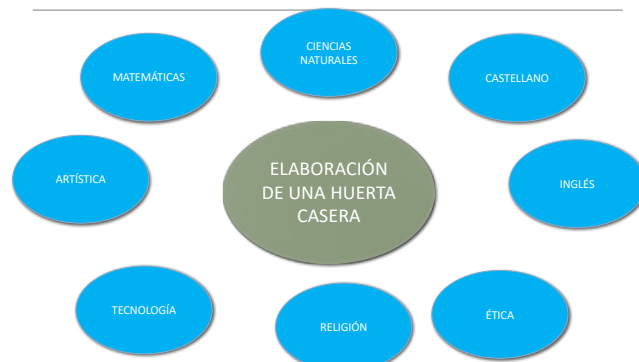 CIENCIAS
NATURALES
MATEMÁTICAS
CASTELLANO
ELABORACIÓN
DE UNA HUERTA
CASERA
ARTÍSTICA
INGLÉS
TECNOLOGÍA
RELIGIÓN
ÉTICA